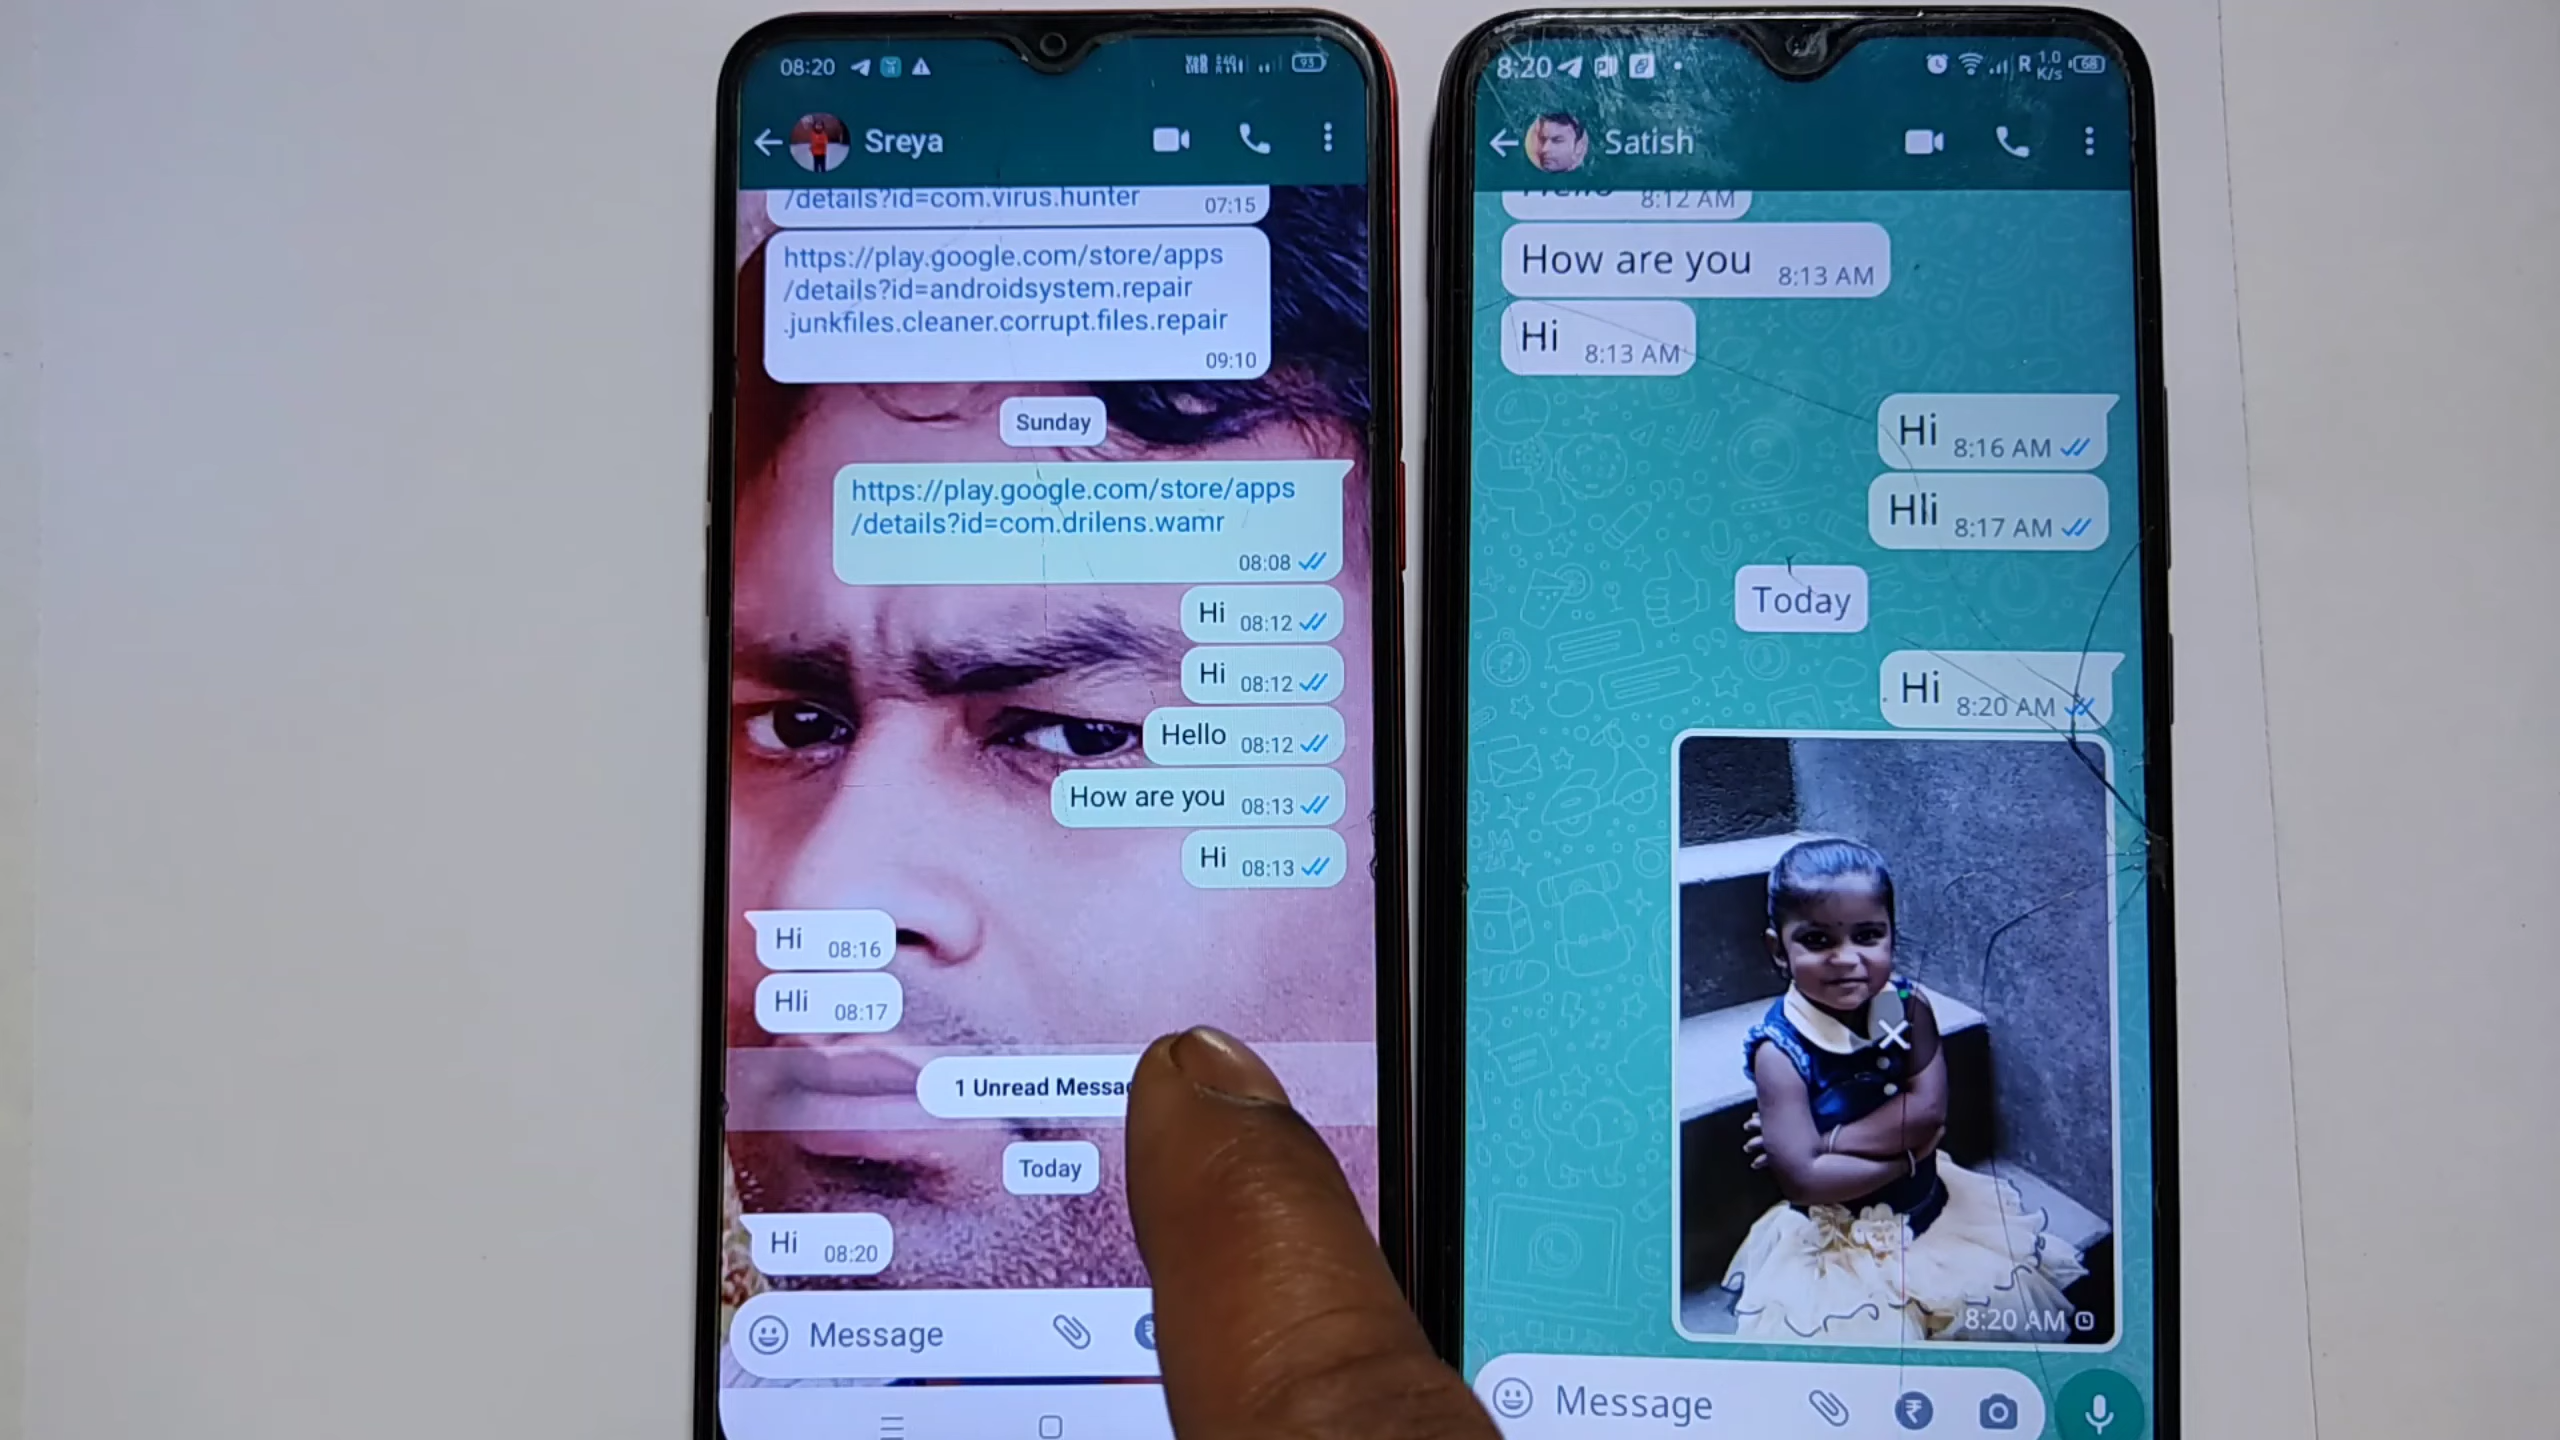 08:20
93
Sreya
/details?id=com.virus.hunter
07:15
https://play.google.com/store/apps
/details?id=androidsystem.repair
.junkfiles.cleaner.corrupt.files.repair
09:10
Sunday
https://play.google.com/store/apps
/details?id=com.drilens.wamr
08:08
Hi 08:12
Hi 08:12
Hello 08:12
How are you 08:13
Hi 08:13
Hi 08:16
Hli 08:17
1 Unread
Today
Hi 08:20
Message
8:20
R 1.0
K/s
68
Satish
Hello 8:12 AM
How are you 8:13 AM
Hi 8:13 AM
Hi 8:16 AM
Hli 8:17 AM
Today
Hi 8:20 AM
8:20 AM
Message
₹